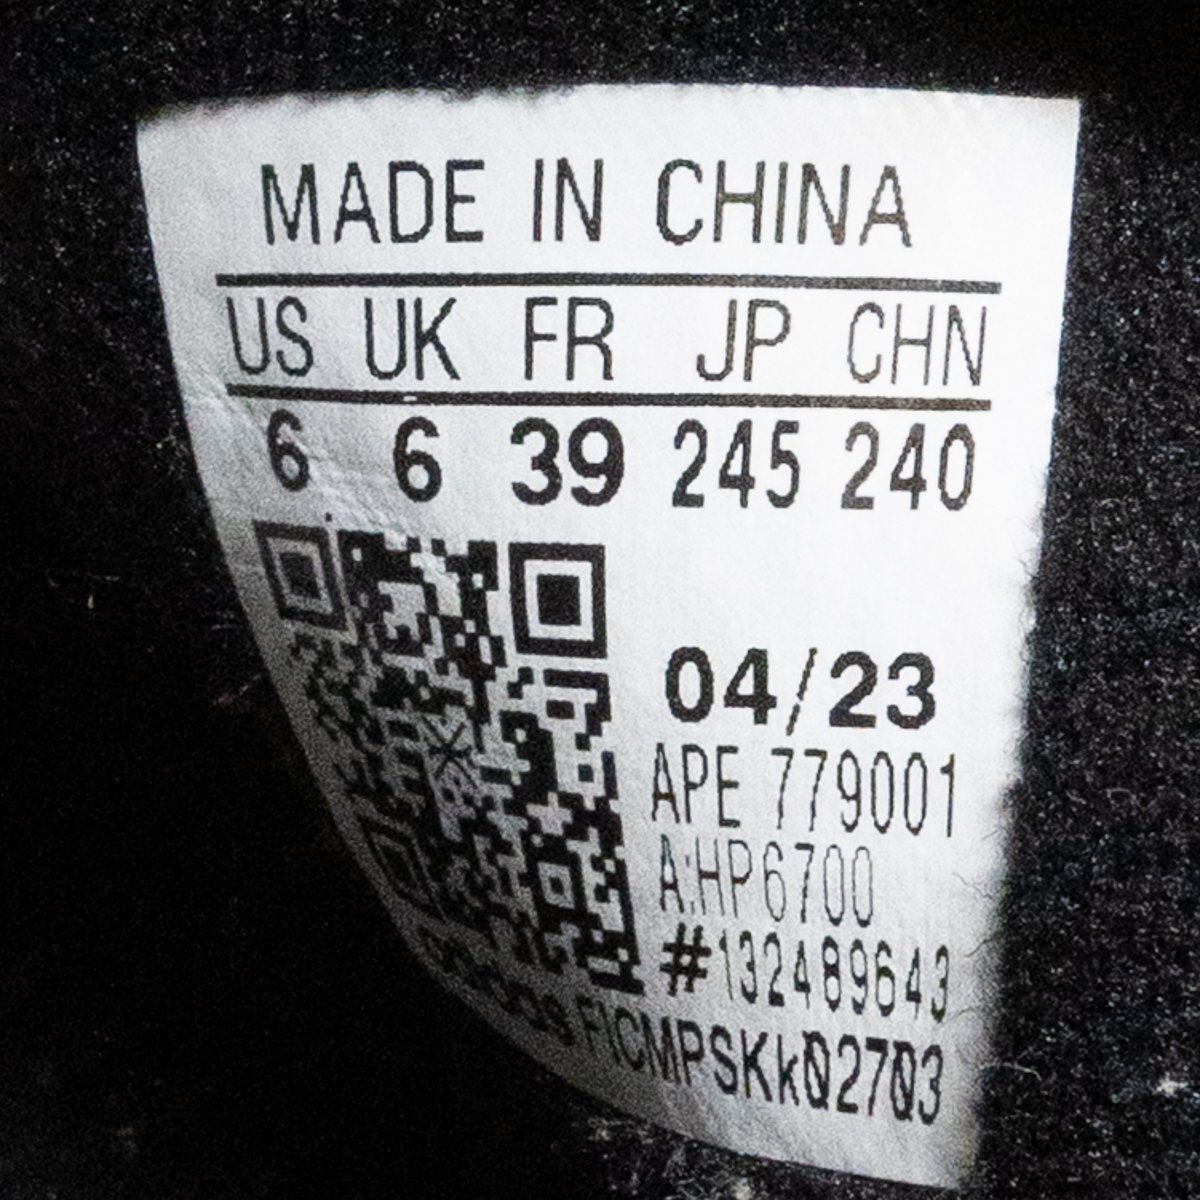 MADE IN CHINA
US UK FR JP CHN
6 6 39 245 240
04/23
APE 779001
A:HP6700
#132489643
FICMPSKk02703